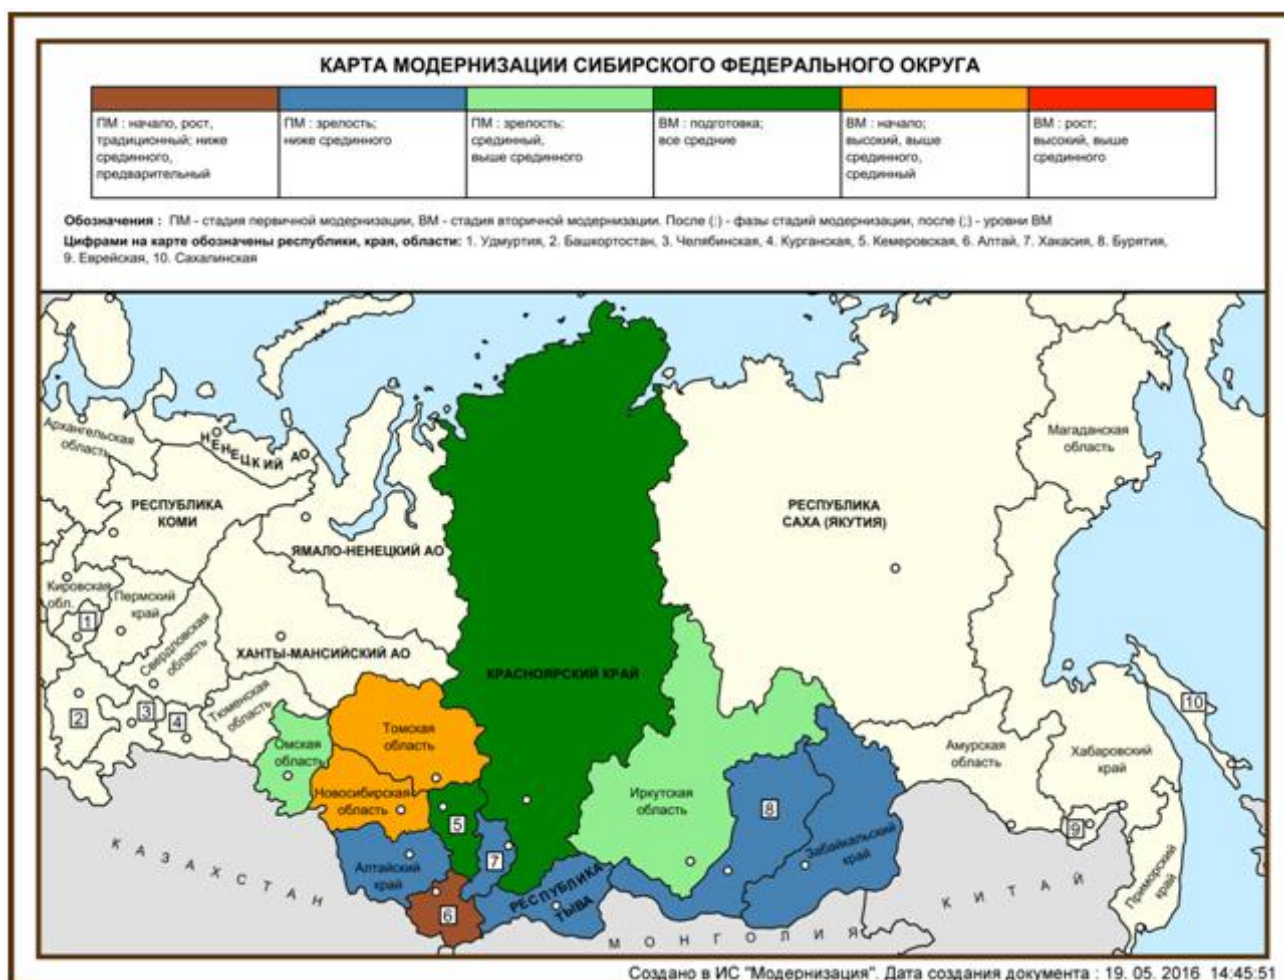 КАРТА МОДЕРНИЗАЦИИ СИБИРСКОГО ФЕДЕРАЛЬНОГО ОКРУГА
ПМ : начало, рост,
традиционный; ниже
срединного,
предварительный
ПМ : зрелость;
ниже срединного
ПМ : зрелость;
срединный,
выше срединного
ВМ : подготовка;
все средние
ВМ : начало;
высокий, выше
срединного,
срединный
ВМ : рост;
высокий, выше
срединного
Обозначения : ПМ - стадия первичной модернизации, ВМ - стадия вторичной модернизации. После (:) - фазы стадий модернизации, после (;) - уровни ВМ
Цифрами на карте обозначены республики, края, области: 1. Удмуртия, 2. Башкортостан, 3. Челябинская, 4. Курганская, 5. Кемеровская, 6. Алтай, 7. Хакасия, 8. Бурятия,
9. Еврейская, 10. Сахалинская
Архангельская
область
НЕНЕЦКИЙ АО
Магаданская
область
РЕСПУБЛИКА
КОМИ
РЕСПУБЛИКА
САХА (ЯКУТИЯ)
ЯМАЛО-НЕНЕЦКИЙ АО
Кировская
обл.
Пермский
край
1
Свердловская
область
ХАНТЫ-МАНСИЙСКИЙ АО
КРАСНОЯРСКИЙ КРАЙ
Тюменская
область
2
3
4
10
Томская
область
Омская
область
Амурская
область
Хабаровский
край
Новосибирская
область
Иркутская
область
5
8
9
7
Забайкальский
край
Алтайский
край
РЕСПУБЛИКА
ТЫВА
6
Приморский
край
КАЗАХСТАН
КИТАЙ
МОНГОЛИЯ
Создано в ИС "Модернизация". Дата создания документа : 19. 05. 2016 14:45:51